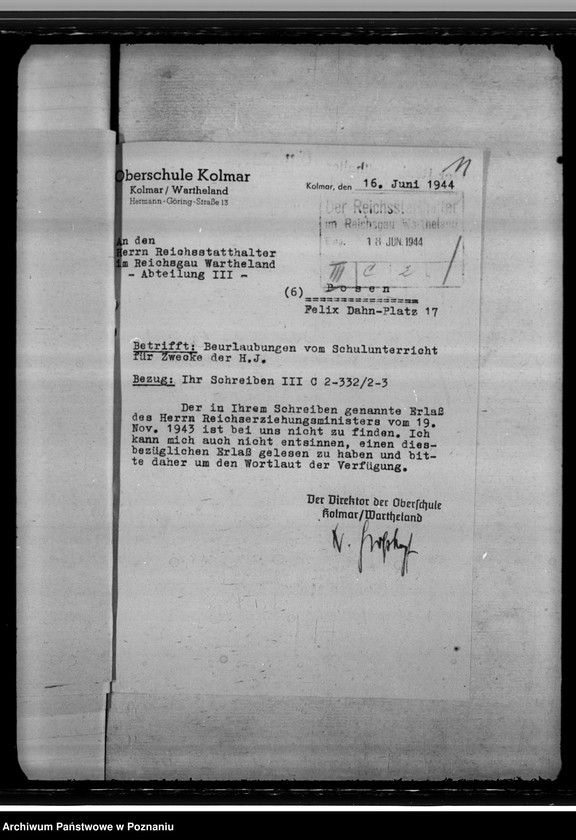 Oberschule Kolmar
Kolmar/Wartheland
Hermann-Göring-Straße 13
Kolmar, den 16. Juni 1944
Der Reichsstatthalter
im Reichsgau Wartheland
18 JUN. 1944
III C 2
An den
Herrn Reichsstatthalter
im Reichsgau Wartheland
- Abteilung III -
(6) Posen
Felix Dahn-Platz 17
Betrifft: Beurlaubungen vom Schulunterricht
für Zwecke der H.J.
Bezug: Ihr Schreiben III C 2-332/2-3
Der in Ihrem Schreiben genannte Erlaß
des Herrn Reichserziehungsministers vom 19.
Nov. 1943 ist bei uns nicht zu finden. Ich
kann mich auch nicht entsinnen, einen dies-
bezüglichen Erlaß gelesen zu haben und bit-
te daher um den Wortlaut der Verfügung.
Der Direktor der Oberschule
Kolmar/Wartheland
Archiwum Państwowe w Poznaniu